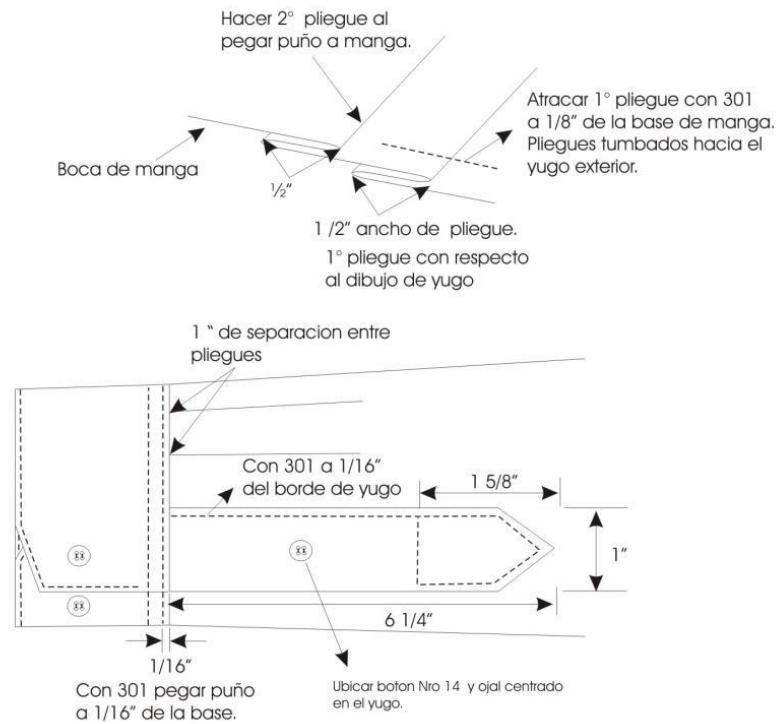 Hacer 2° pliegue al
pegar puño a manga.
Atracar 1° pliegue con 301
a 1/8" de la base de manga.
Pliegues tumbados hacia el
yugo exterior.
Boca de manga
½"
1 /2" ancho de pliegue.
1° pliegue con respecto
al dibujo de yugo
1 " de separacion entre
pliegues
Con 301 a 1/16"
del borde de yugo
1 5/8"
1"
6 1/4"
1/16"
Con 301 pegar puño
a 1/16" de la base.
Ubicar boton Nro 14 y ojal centrado
en el yugo.